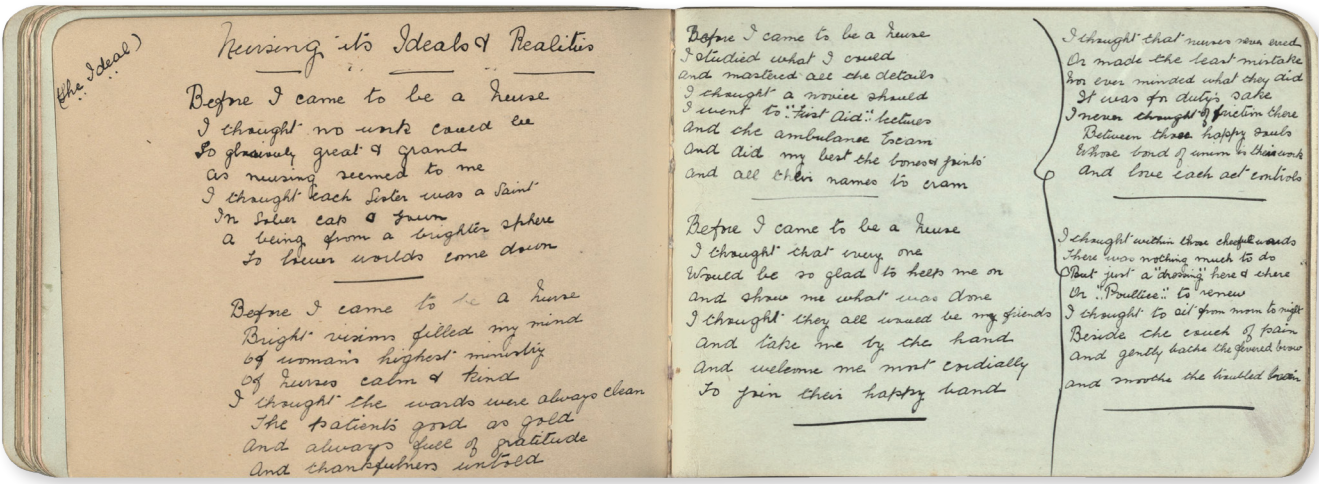 (the Ideal)
Nursing its Ideals & Realities
Before I came to be a Nurse
I thought no work could be
So gloriously great & grand
As nursing seemed to me
I thought each Sister was a Saint
In Sober cap & gown
A being from a brighter sphere
To lower worlds come down
Before I came to be a Nurse
Bright visions filled my mind
Of woman's highest ministry
Of Nurses calm & kind
I thought the wards were always clean
The patients good as gold
And always full of gratitude
And thankfulness untold
Before I came to be a Nurse
I studied what I could
And mastered all the details
I thought a novice should
I went to "First Aid" lectures
And the ambulance Exam
And did my best the bones & joints
And all their names to cram
Before I came to be a Nurse
I thought that every one
Would be so glad to help me on
And show me what was done
I thought they all would be my friends
And take me by the hand
And welcome me most cordially
To join their happy band
I thought that nurses never erred
Or made the least mistake
Nor ever minded what they did
It was for duty's sake
I never thought of friction there
Between those happy souls
Whose bond of union is their work
And love each act controls
I thought within those cheerful wards
There was nothing much to do
But just a "dressing" here & there
Or "Poultice" to renew
I thought to sit from morn to night
Beside the couch of pain
And gently bathe the fevered brow
And soothe the troubled brain